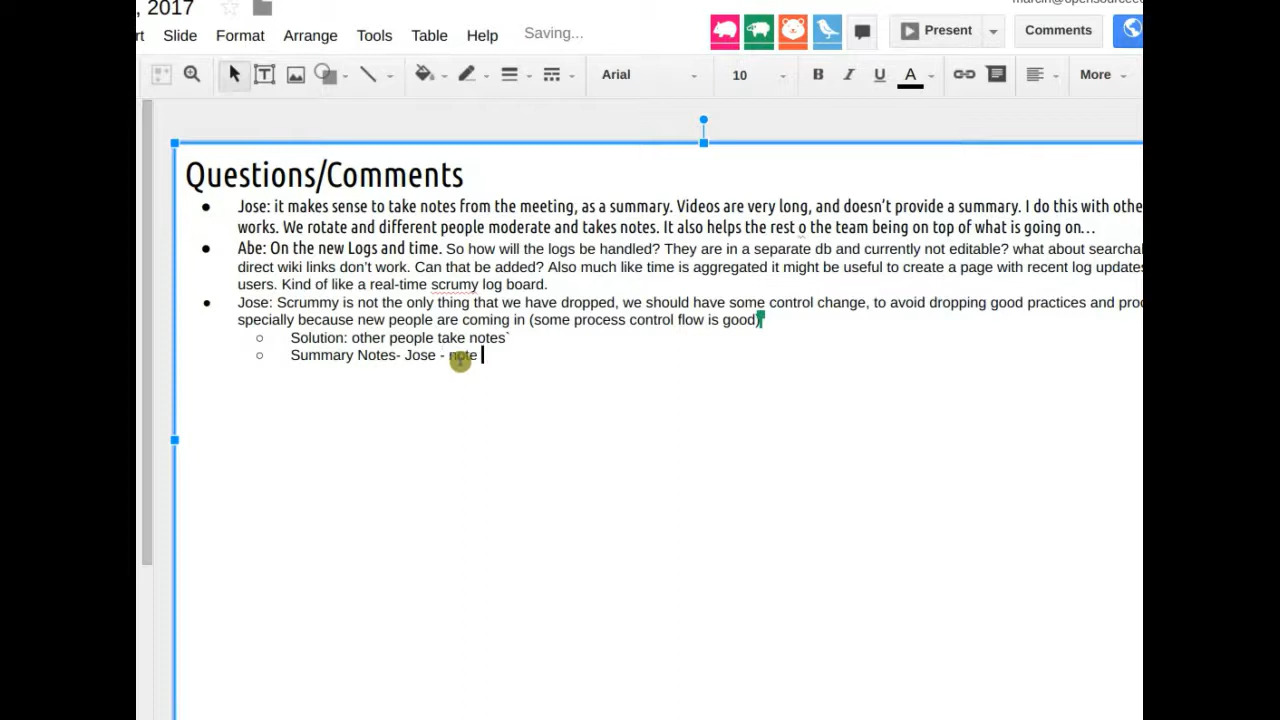 , 2017
marcin@opensourcee
Slide Format Arrange Tools Table Help Saving...
Present Comments
Arial 10 B I U A More
Questions/Comments
● Jose: it makes sense to take notes from the meeting, as a summary. Videos are very long, and doesn't provide a summary. I do this with othe
works. We rotate and different people moderate and takes notes. It also helps the rest o the team being on top of what is going on…
● Abe: On the new Logs and time. So how will the logs be handled? They are in a separate db and currently not editable? what about searcha
direct wiki links don't work. Can that be added? Also much like time is aggregated it might be useful to create a page with recent log updates
users. Kind of like a real-time scrumy log board.
● Jose: Scrummy is not the only thing that we have dropped, we should have some control change, to avoid dropping good practices and pro
specially because new people are coming in (some process control flow is good)
○ Solution: other people take notes`
○ Summary Notes- Jose - note